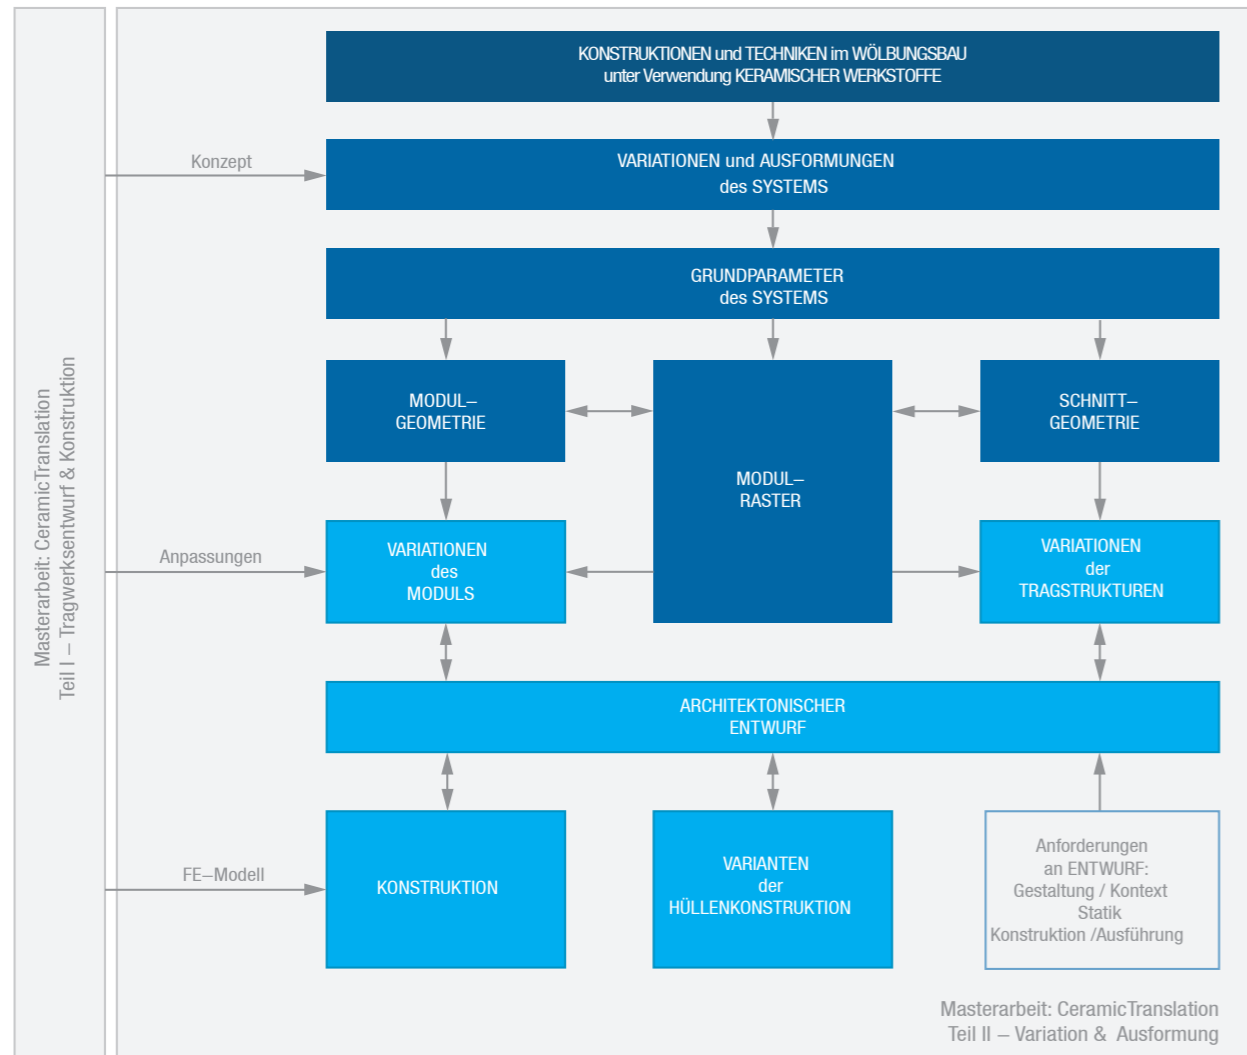 Masterarbeit: CeramicTranslation
Teil I – Tragwerksentwurf & Konstruktion
KONSTRUKTIONEN und TECHNIKEN im WÖLBUNGSBAU
unter Verwendung KERAMISCHER WERKSTOFFE
Konzept
VARIATIONEN und AUSFORMUNGEN
des SYSTEMS
GRUNDPARAMETER
des SYSTEMS
MODUL–
GEOMETRIE
MODUL–
RASTER
SCHNITT–
GEOMETRIE
Anpassungen
VARIATIONEN
des
MODULS
VARIATIONEN
der
TRAGSTRUKTUREN
ARCHITEKTONISCHER
ENTWURF
FE–Modell
KONSTRUKTION
VARIANTEN
der
HÜLLENKONSTRUKTION
Anforderungen
an ENTWURF:
Gestaltung / Kontext
Statik
Konstruktion /Ausführung
Masterarbeit: CeramicTranslation
Teil II – Variation & Ausformung